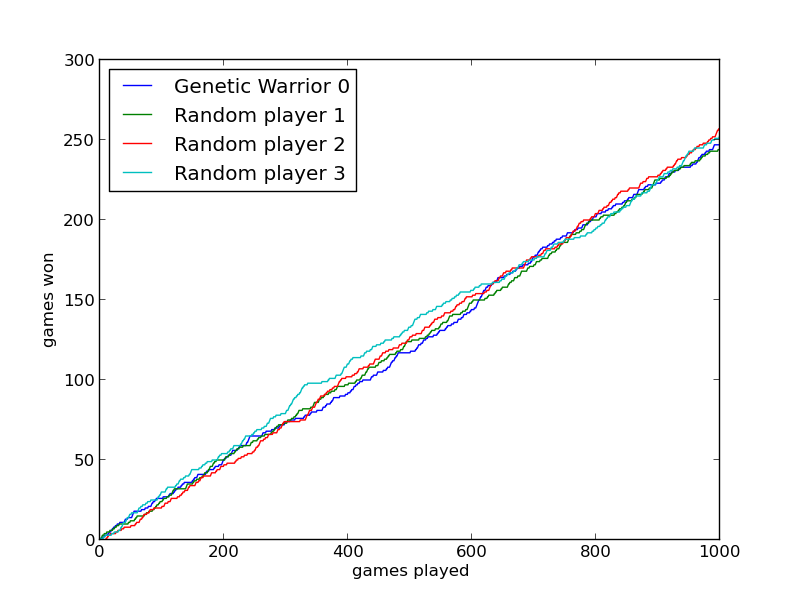 300
250
200
150
100
50
0
games won
Genetic Warrior 0
Random player 1
Random player 2
Random player 3
0 200 400 600 800 1000
games played